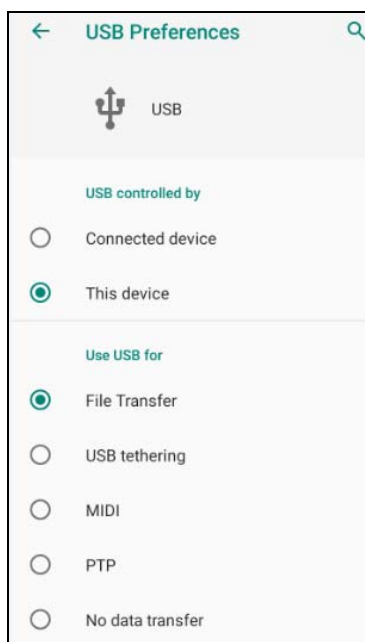 USB Preferences
USB
USB controlled by
Connected device
This device
Use USB for
File Transfer
USB tethering
MIDI
PTP
No data transfer